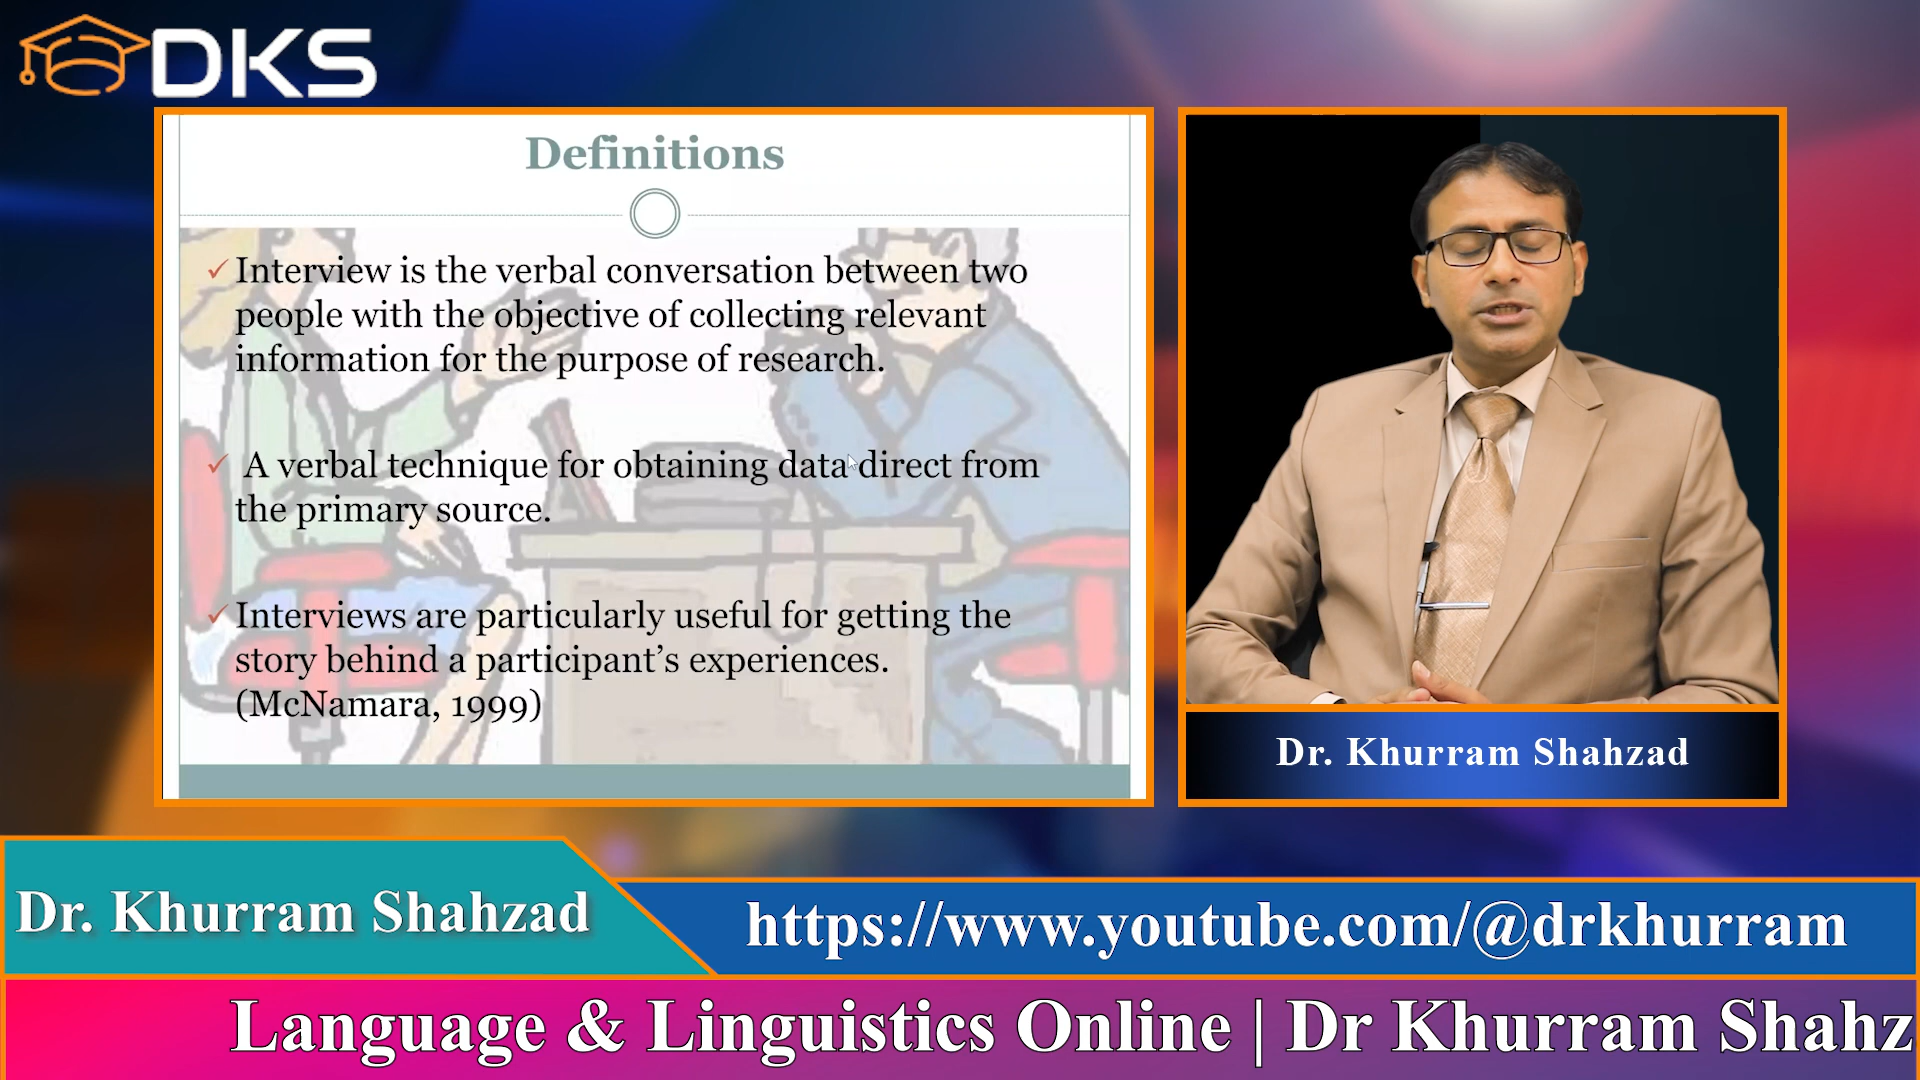 DKS
Definitions
✓ Interview is the verbal conversation between two
people with the objective of collecting relevant
information for the purpose of research.
✓ A verbal technique for obtaining data direct from
the primary source.
✓ Interviews are particularly useful for getting the
story behind a participant’s experiences.
(McNamara, 1999)
Dr. Khurram Shahzad
Dr. Khurram Shahzad
https://www.youtube.com/@drkhurram
Language & Linguistics Online | Dr Khurram Shahz